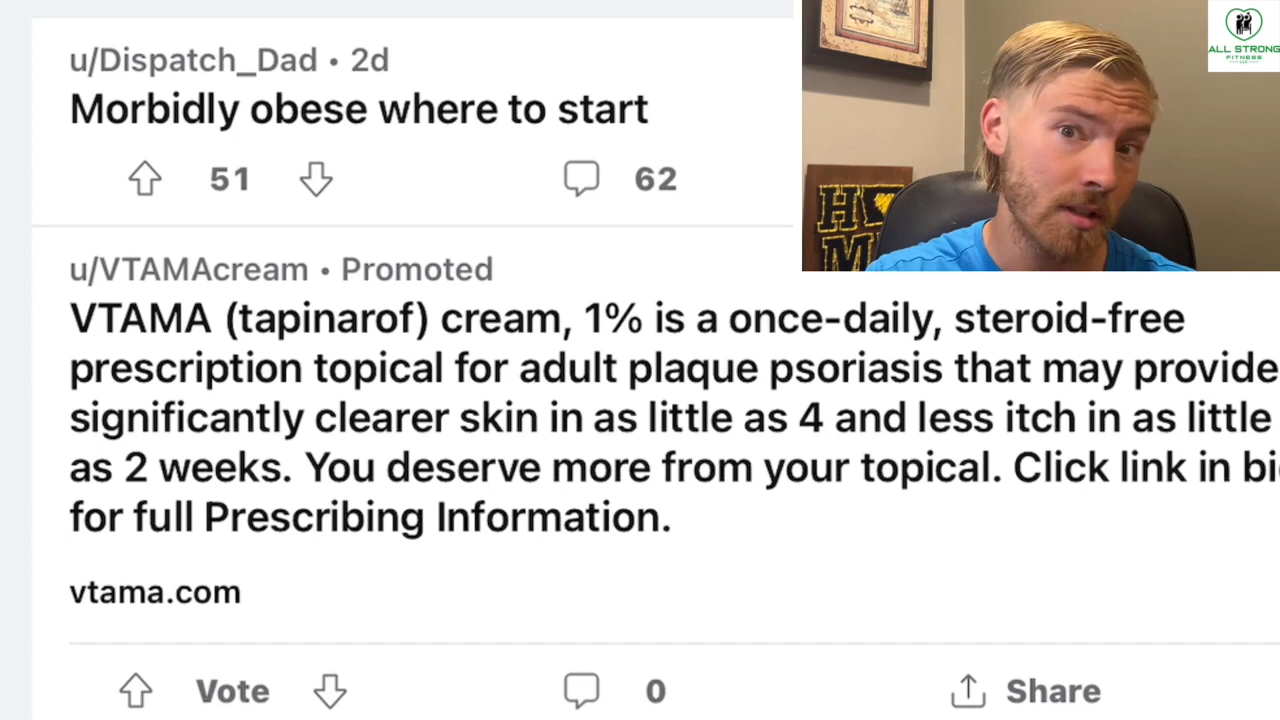 u/Dispatch_Dad • 2d
Morbidly obese where to start
51 62
u/VTAMAcream • Promoted
VTAMA (tapinarof) cream, 1% is a once-daily, steroid-free
prescription topical for adult plaque psoriasis that may provide
significantly clearer skin in as little as 4 and less itch in as little
as 2 weeks. You deserve more from your topical. Click link in
for full Prescribing Information.
vtama.com
Vote 0 Share
ALL STRONG
FITNESS
LLC